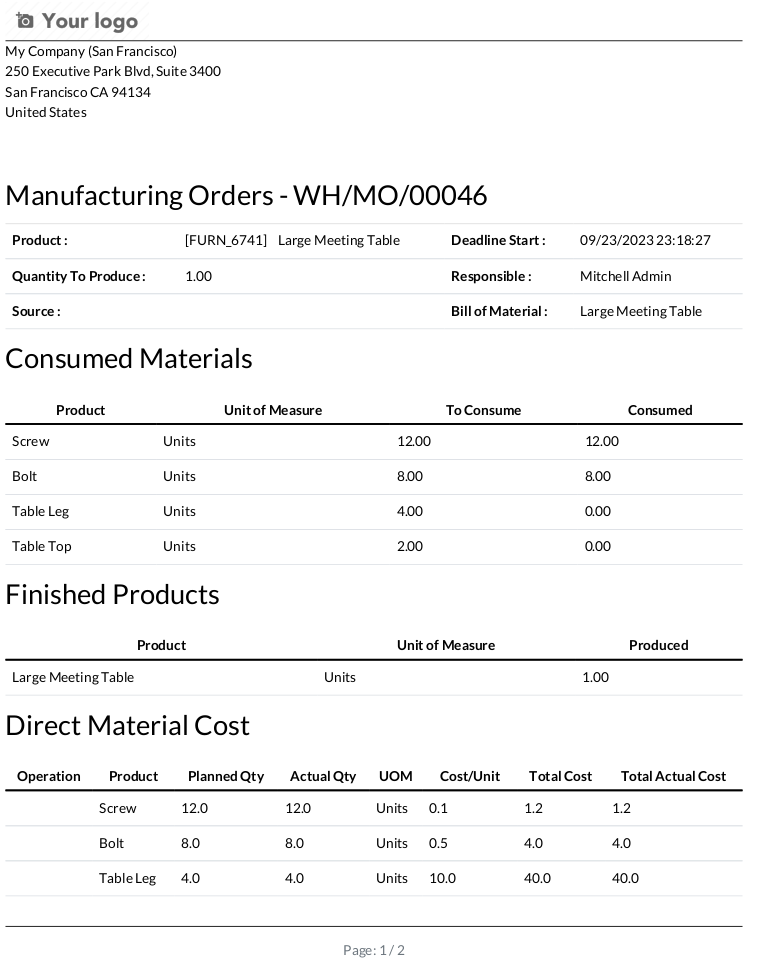 Your logo
My Company (San Francisco)
250 Executive Park Blvd, Suite 3400
San Francisco CA 94134
United States
Manufacturing Orders - WH/MO/00046
Product : [FURN_6741] Large Meeting Table Deadline Start : 09/23/2023 23:18:27
Quantity To Produce : 1.00 Responsible : Mitchell Admin
Source : Bill of Material : Large Meeting Table
Consumed Materials
Product Unit of Measure To Consume Consumed
Screw Units 12.00 12.00
Bolt Units 8.00 8.00
Table Leg Units 4.00 0.00
Table Top Units 2.00 0.00
Finished Products
Product Unit of Measure Produced
Large Meeting Table Units 1.00
Direct Material Cost
Operation Product Planned Qty Actual Qty UOM Cost/Unit Total Cost Total Actual Cost
Screw 12.0 12.0 Units 0.1 1.2 1.2
Bolt 8.0 8.0 Units 0.5 4.0 4.0
Table Leg 4.0 4.0 Units 10.0 40.0 40.0
Page: 1 / 2